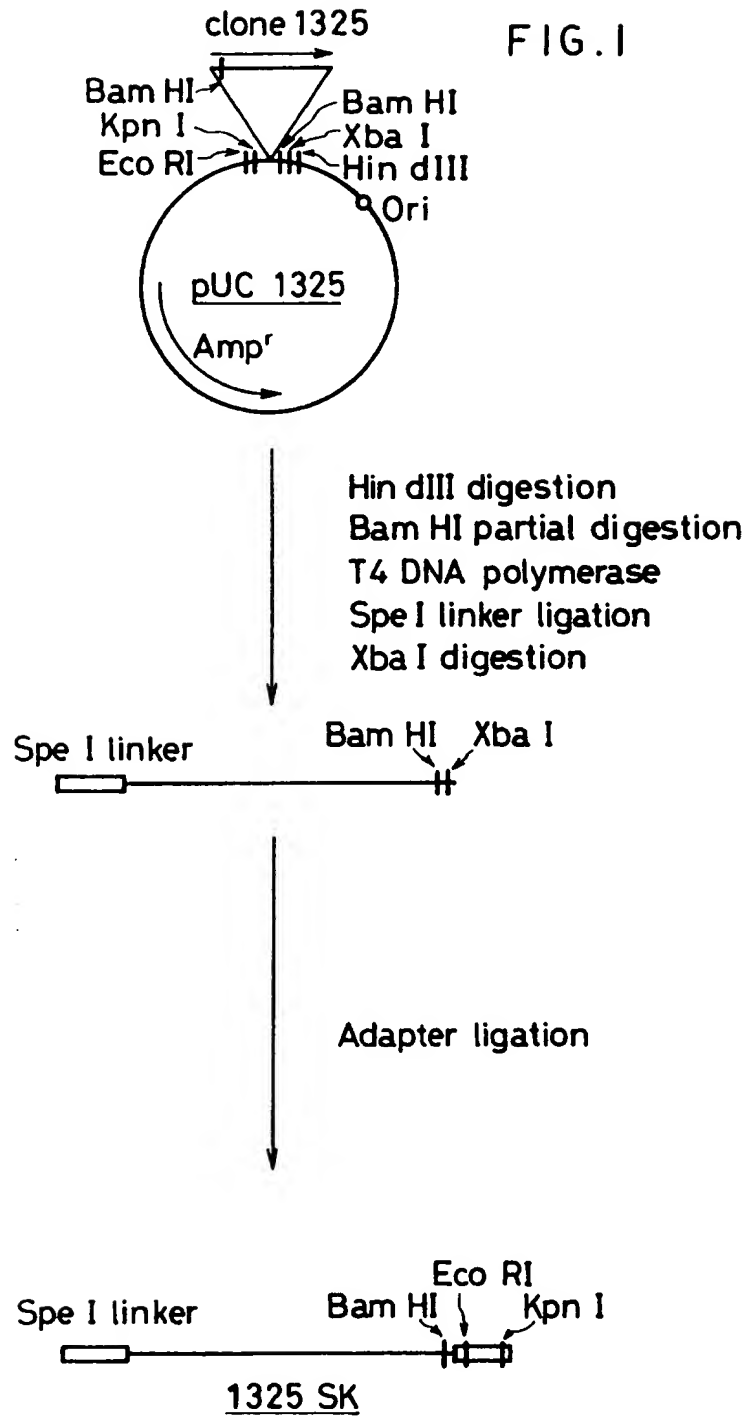 clone 1325
FIG.1
Bam HI
Bam HI
Kpn I
Xba I
Eco RI
Hin dIII
Ori
pUC 1325
Ampʳ
Hin dIII digestion
Bam HI partial digestion
T4 DNA polymerase
Spe I linker ligation
Xba I digestion
Spe I linker
Bam HI
Xba I
Adapter ligation
Eco RI
Spe I linker
Bam HI
Kpn I
1325 SK